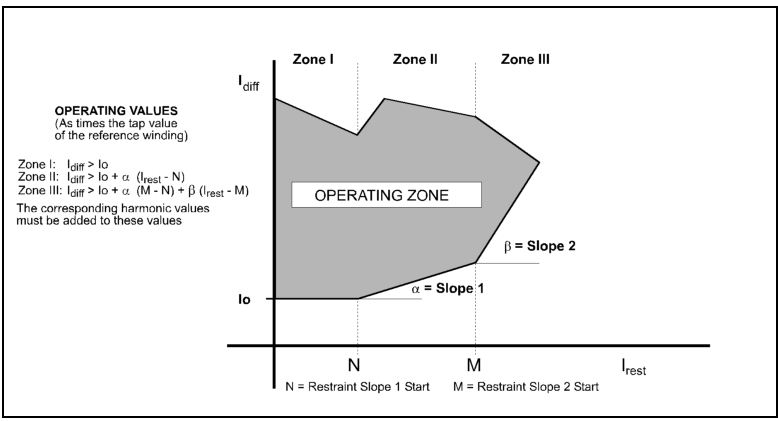 Zone I Zone II Zone III
Idiff
OPERATING VALUES
(As times the tap value
of the reference winding)
Zone I: Idiff > Io
Zone II: Idiff > Io + α (Irest - N)
Zone III: Idiff > Io + α (M - N) + β (Irest - M)
The corresponding harmonic values
must be added to these values
OPERATING ZONE
β = Slope 2
α = Slope 1
Io
N M Irest
N = Restraint Slope 1 Start M = Restraint Slope 2 Start